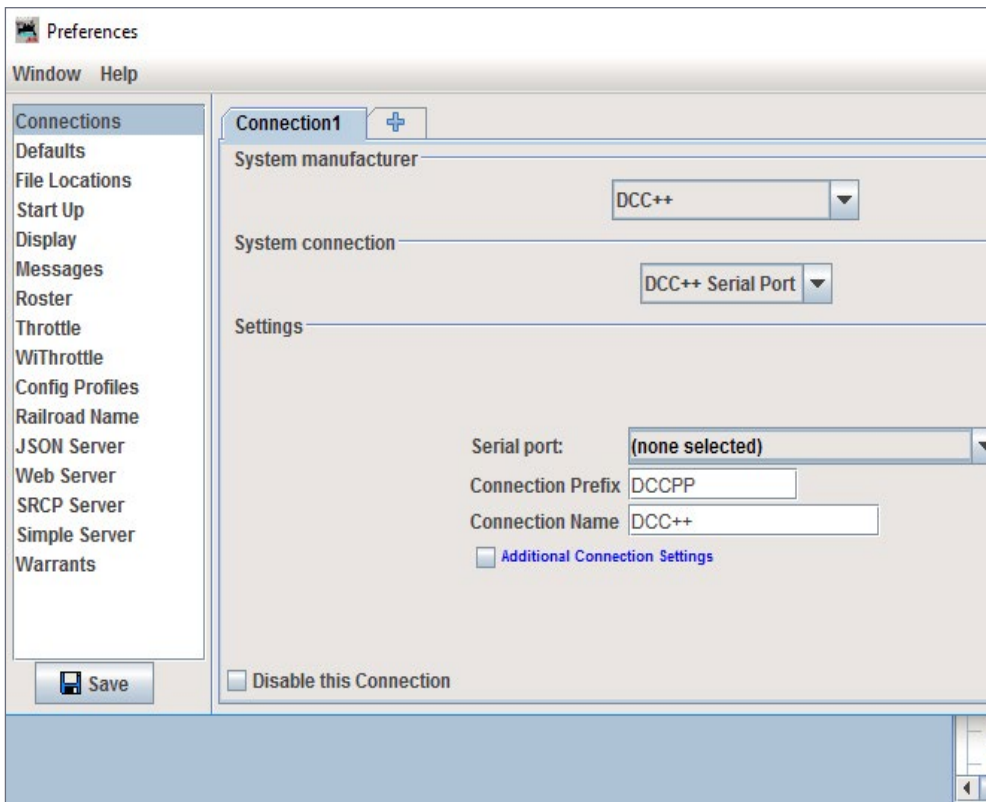 Preferences
Window Help
Connections
Defaults
File Locations
Start Up
Display
Messages
Roster
Throttle
WiThrottle
Config Profiles
Railroad Name
JSON Server
Web Server
SRCP Server
Simple Server
Warrants
Save
Connection1
System manufacturer
DCC++
System connection
DCC++ Serial Port
Settings
Serial port: (none selected)
Connection Prefix DCCPP
Connection Name DCC++
Additional Connection Settings
Disable this Connection